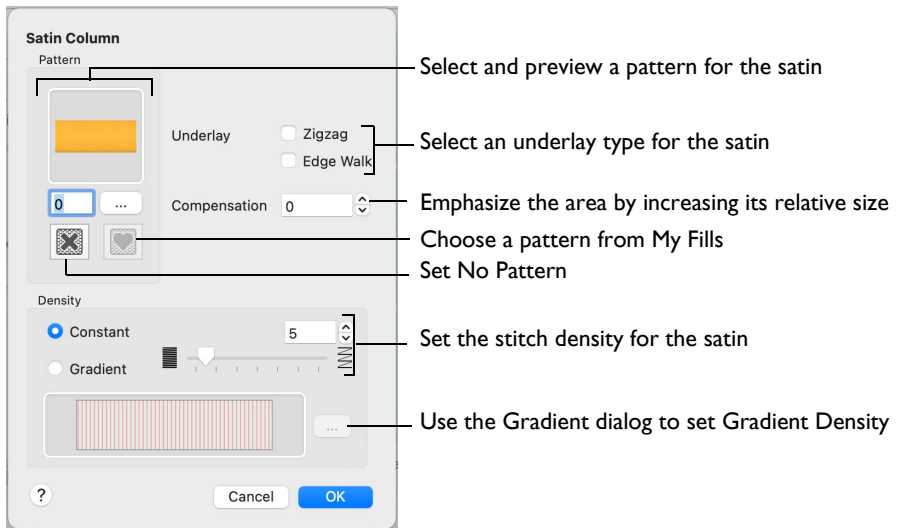 Satin Column
Pattern
Select and preview a pattern for the satin
Underlay
Zigzag
Edge Walk
Select an underlay type for the satin
0
...
Compensation
0
Emphasize the area by increasing its relative size
Choose a pattern from My Fills
Set No Pattern
Density
Constant
5
Gradient
Set the stitch density for the satin
...
Use the Gradient dialog to set Gradient Density
?
Cancel
OK